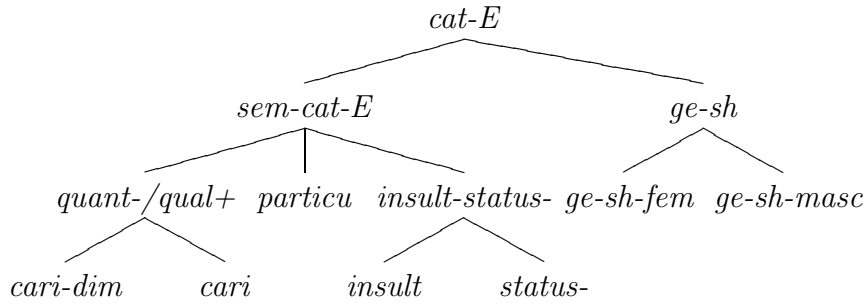 cat-E
sem-cat-E ge-sh
quant-/qual+ particu insult-status- ge-sh-fem ge-sh-masc
cari-dim cari insult status-